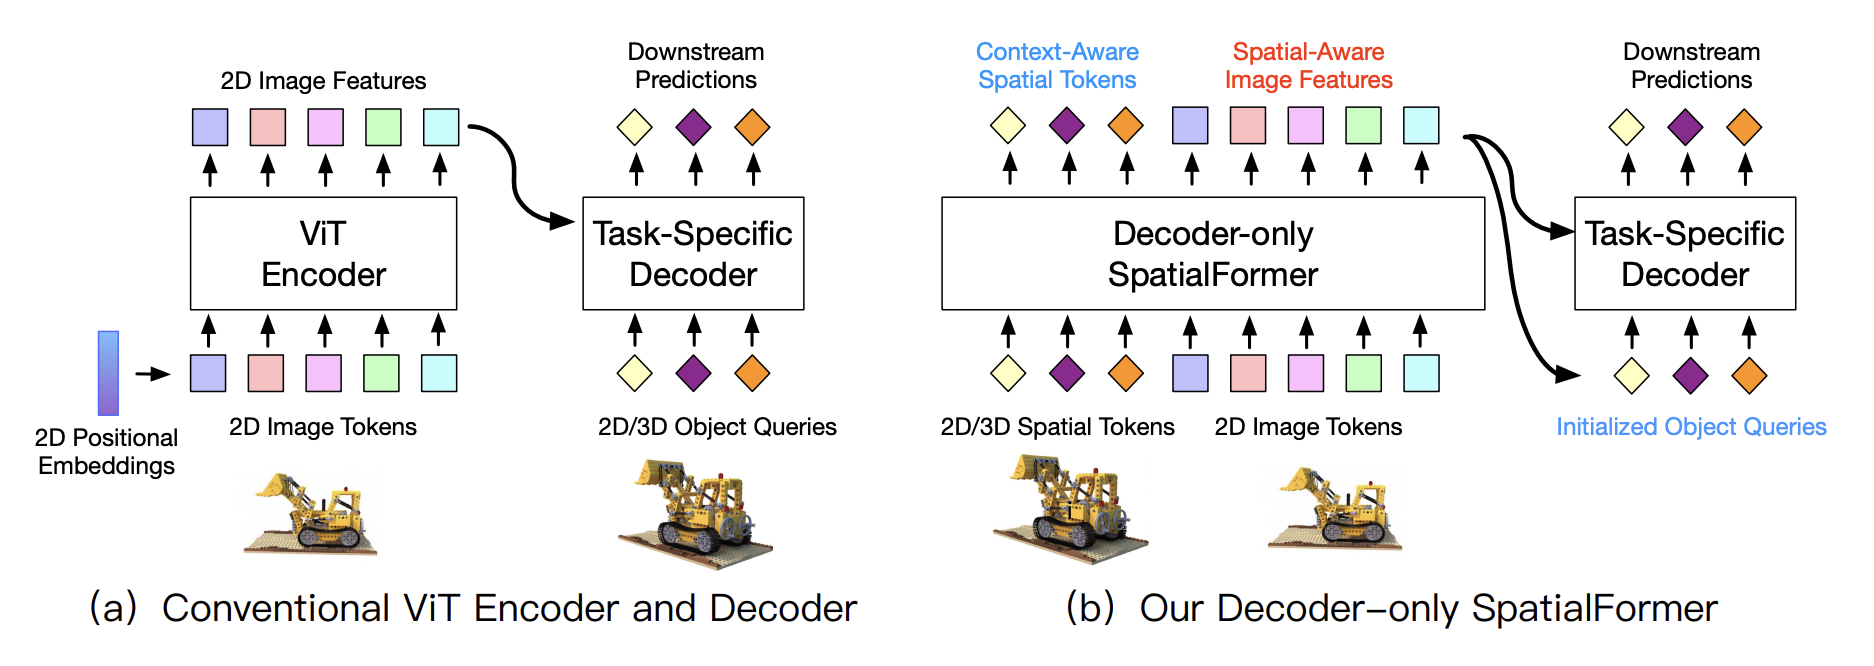 2D Image Features
Downstream
Predictions
ViT
Encoder
Task-Specific
Decoder
2D Positional
Embeddings
2D Image Tokens
2D/3D Object Queries
(a) Conventional ViT Encoder and Decoder
Context-Aware
Spatial Tokens
Spatial-Aware
Image Features
Downstream
Predictions
Decoder-only
SpatialFormer
Task-Specific
Decoder
2D/3D Spatial Tokens
2D Image Tokens
Initialized Object Queries
(b) Our Decoder-only SpatialFormer